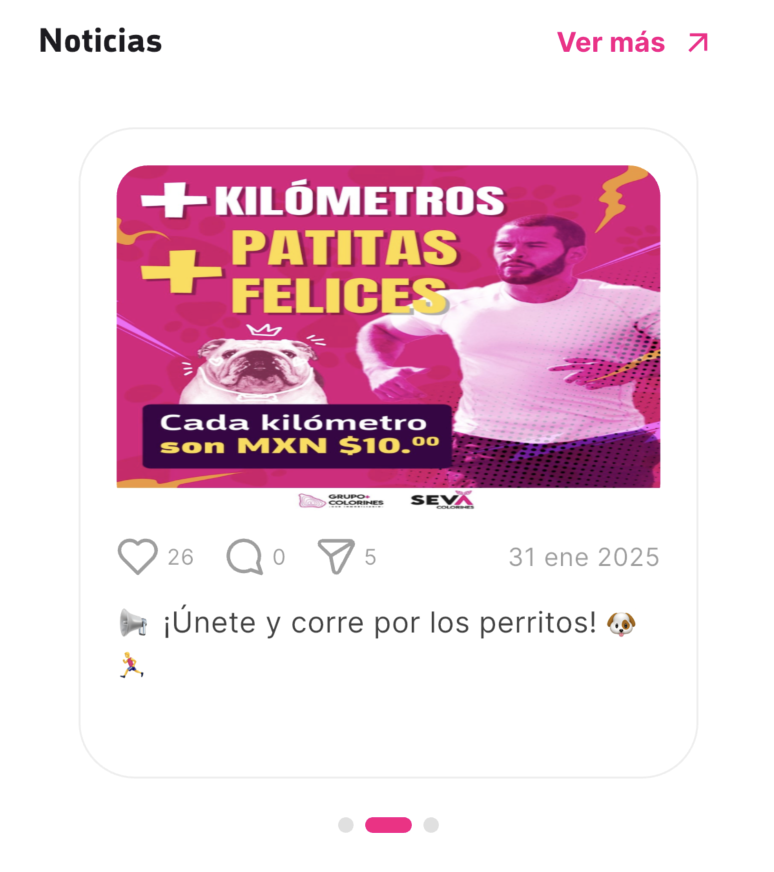 Noticias
Ver más
+ KILÓMETROS
+ PATITAS
FELICES
Cada kilómetro
son MXN $10.⁰⁰
GRUPO+
COLORINES
SEVX
COLORINES
26
0
5
31 ene 2025
📢 ¡Únete y corre por los perritos! 🐶
🏃